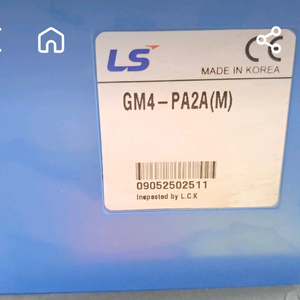 LS
CE
MADE IN KOREA
GM4-PA2A(M)
09052502511
Inspected by L.C.K